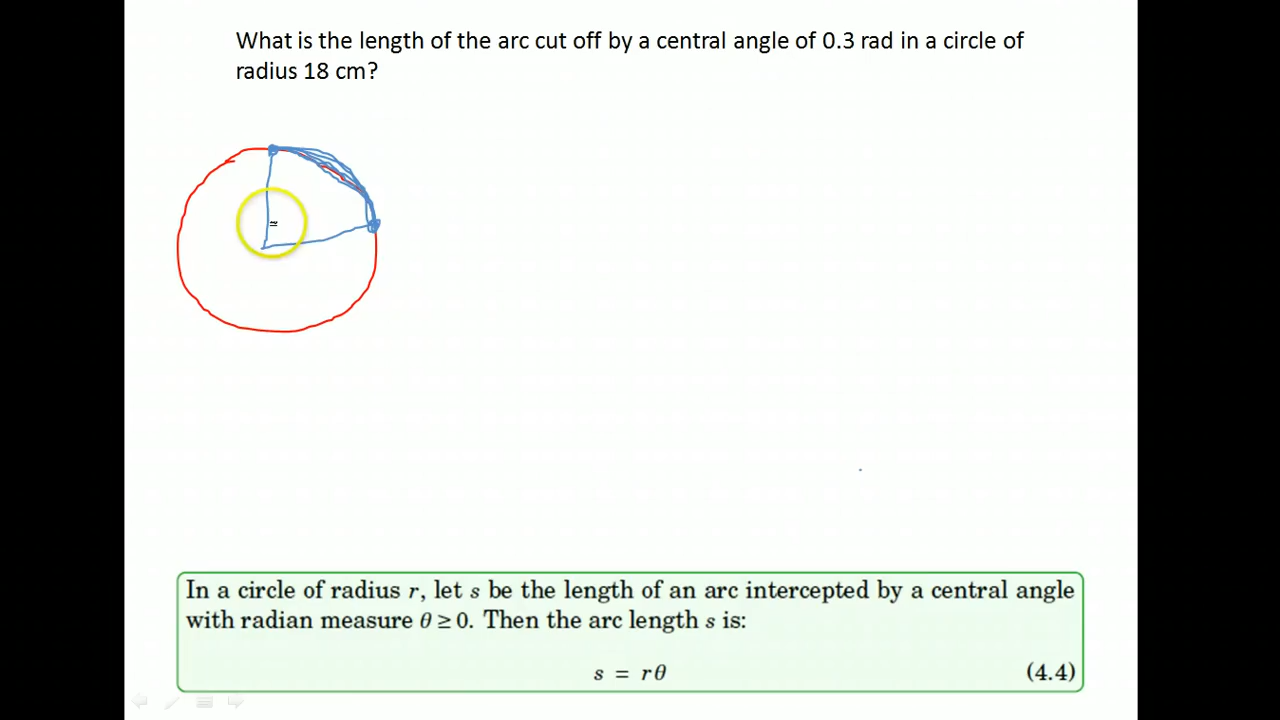 What is the length of the arc cut off by a central angle of 0.3 rad in a circle of
radius 18 cm?
In a circle of radius r, let s be the length of an arc intercepted by a central angle
with radian measure θ ≥ 0. Then the arc length s is:
s = rθ (4.4)